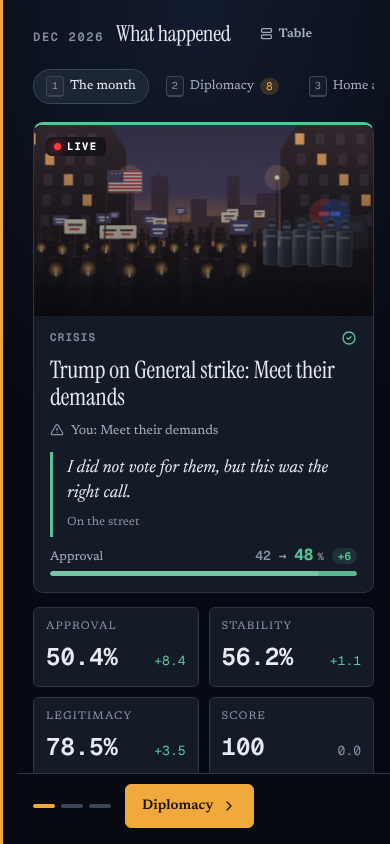 DEC 2026 What happened Table
1 The month 2 Diplomacy 8 3 Home a
LIVE
CRISIS
Trump on General strike: Meet their
demands
You: Meet their demands
I did not vote for them, but this was the
right call.
On the street
Approval 42 → 48 % +6
APPROVAL STABILITY
50.4% +8.4 56.2% +1.1
LEGITIMACY SCORE
78.5% +3.5 100 0.0
Diplomacy